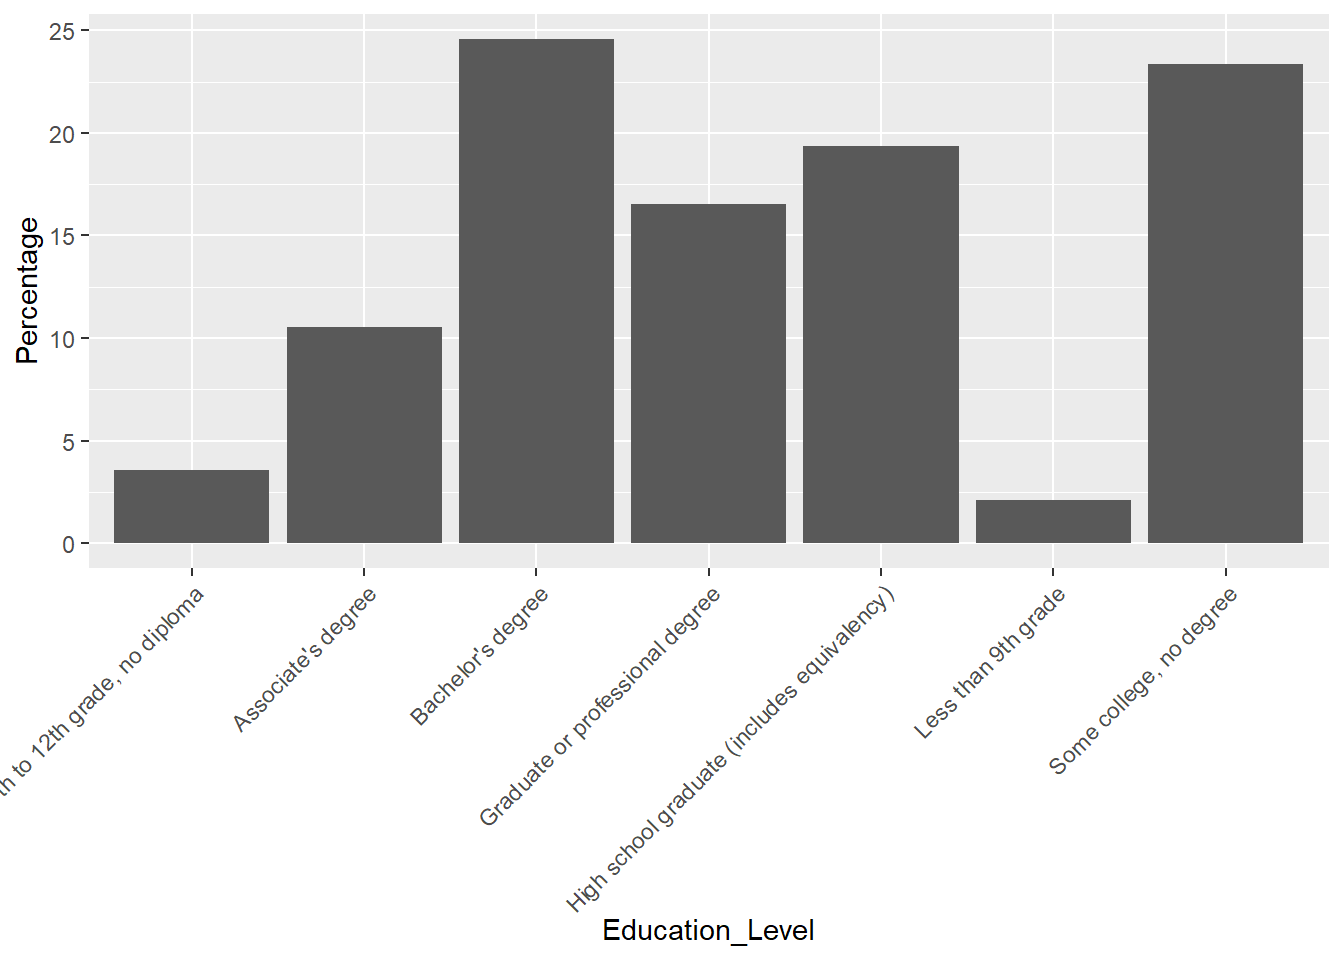 Percentage
25
20
15
10
5
0
th to 12th grade, no diploma
Associate's degree
Bachelor's degree
Graduate or professional degree
High school graduate (includes equivalency)
Less than 9th grade
Some college, no degree
Education_Level